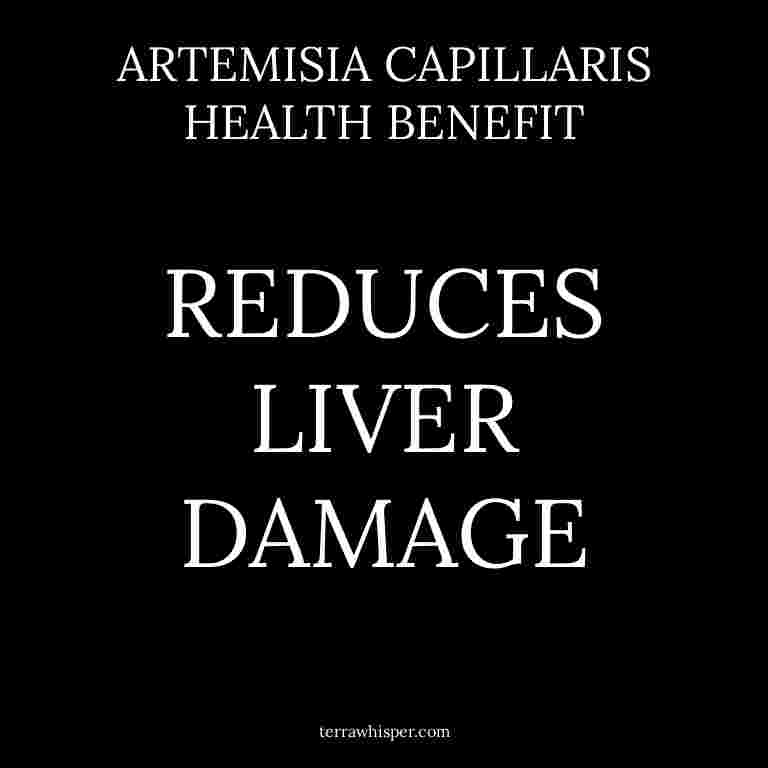 ARTEMISIA CAPILLARIS
HEALTH BENEFIT
REDUCES
LIVER
DAMAGE
terrawhisper.com